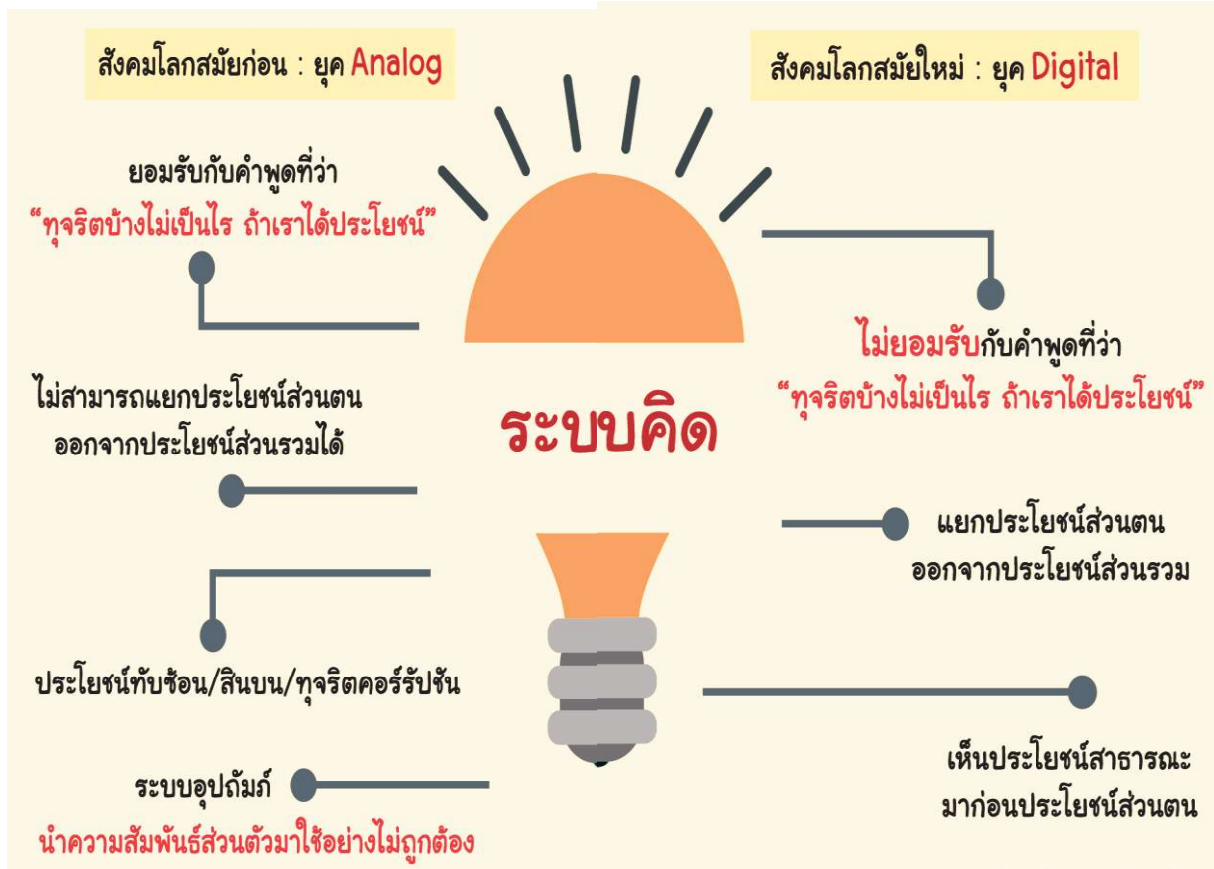 สังคมโลกสมัยก่อน : ยุค Analog
ยอมรับกับคำพูดที่ว่า
“ทุจริตบ้างไม่เป็นไร ถ้าเราได้ประโยชน์”
ไม่สามารถแยกประโยชน์ส่วนตน
ออกจากประโยชน์ส่วนรวมได้
ประโยชน์ทับซ้อน/สินบน/ทุจริตคอร์รัปชัน
ระบบอุปถัมภ์
นำความสัมพันธ์ส่วนตัวมาใช้อย่างไม่ถูกต้อง
ระบบคิด
สังคมโลกสมัยใหม่ : ยุค Digital
ไม่ยอมรับกับคำพูดที่ว่า
“ทุจริตบ้างไม่เป็นไร ถ้าเราได้ประโยชน์”
แยกประโยชน์ส่วนตน
ออกจากประโยชน์ส่วนรวม
เห็นประโยชน์สาธารณะ
มาก่อนประโยชน์ส่วนตน